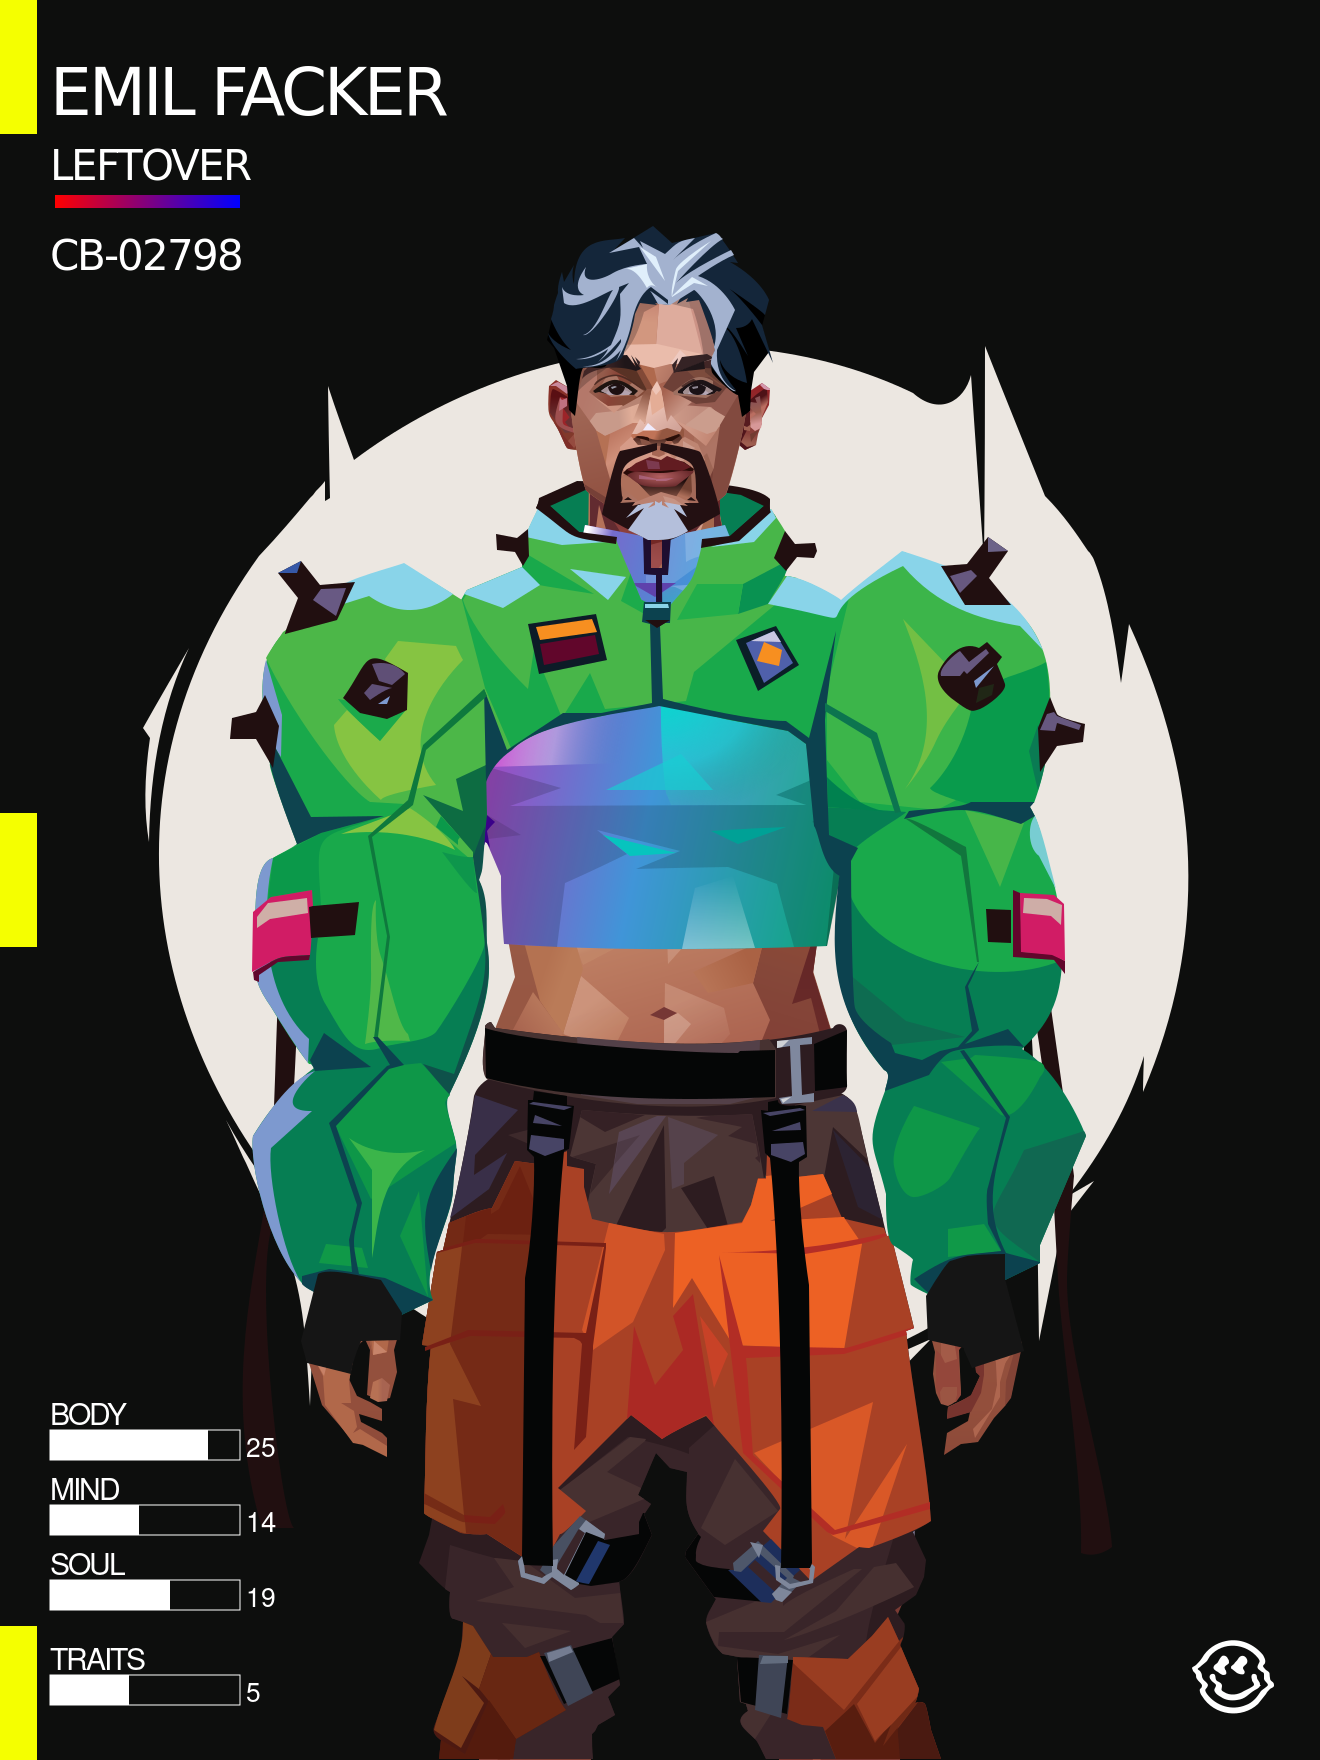 EMIL FACKER
LEFTOVER
CB-02798
BODY
25
MIND
14
SOUL
19
TRAITS
5